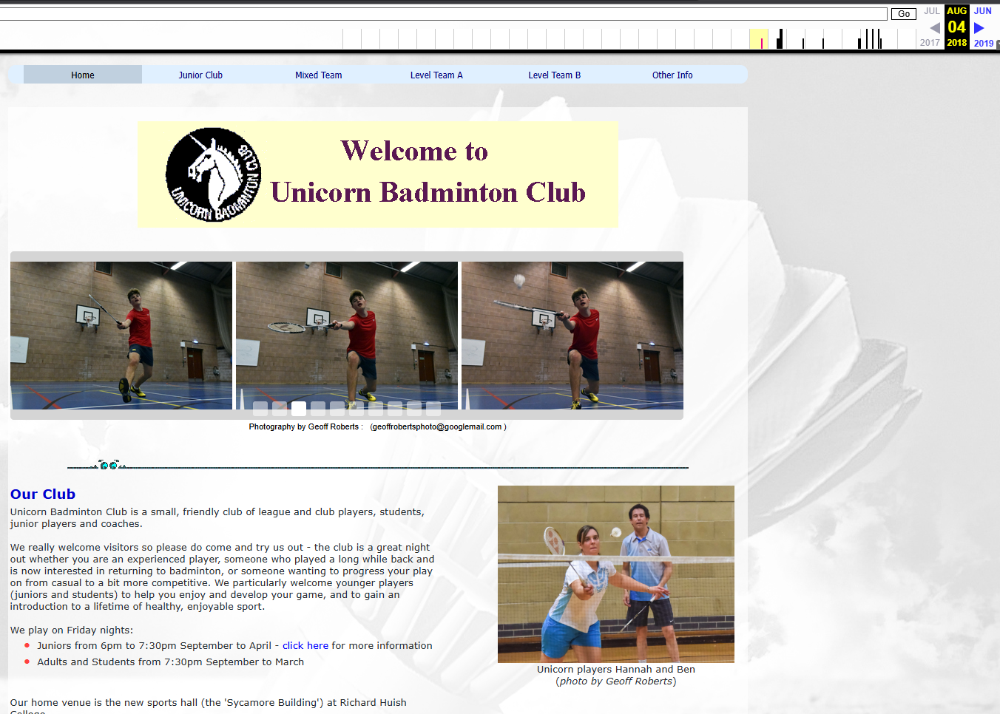 Go
JUL AUG JUN
04
2017 2018 2019
Home Junior Club Mixed Team Level Team A Level Team B Other Info
UNICORN BADMINTON CLUB
Welcome to
Unicorn Badminton Club
Photography by Geoff Roberts : (geoffrobertsphoto@googlemail.com )
Our Club
Unicorn Badminton Club is a small, friendly club of league and club players, students,
junior players and coaches.
We really welcome visitors so please do come and try us out - the club is a great night
out whether you are an experienced player, someone who played a long while back and
is now interested in returning to badminton, or someone wanting to progress your play
on from casual to a bit more competitive. We particularly welcome younger players
(juniors and students) to help you enjoy and develop your game, and to gain an
introduction to a lifetime of healthy, enjoyable sport.
We play on Friday nights:
Juniors from 6pm to 7:30pm September to April - click here for more information
Adults and Students from 7:30pm September to March
Unicorn players Hannah and Ben
(photo by Geoff Roberts)
Our home venue is the new sports hall (the 'Sycamore Building') at Richard Huish